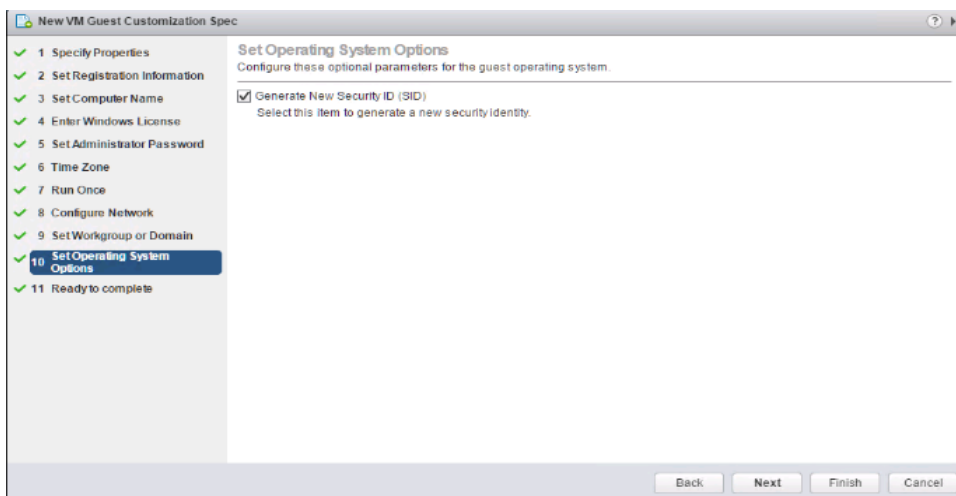 New VM Guest Customization Spec
?
1 Specify Properties
2 Set Registration Information
3 Set Computer Name
4 Enter Windows License
5 Set Administrator Password
6 Time Zone
7 Run Once
8 Configure Network
9 Set Workgroup or Domain
10 Set Operating System
Options
11 Ready to complete
Set Operating System Options
Configure these optional parameters for the guest operating system.
Generate New Security ID (SID)
Select this item to generate a new security identity.
Back Next Finish Cancel